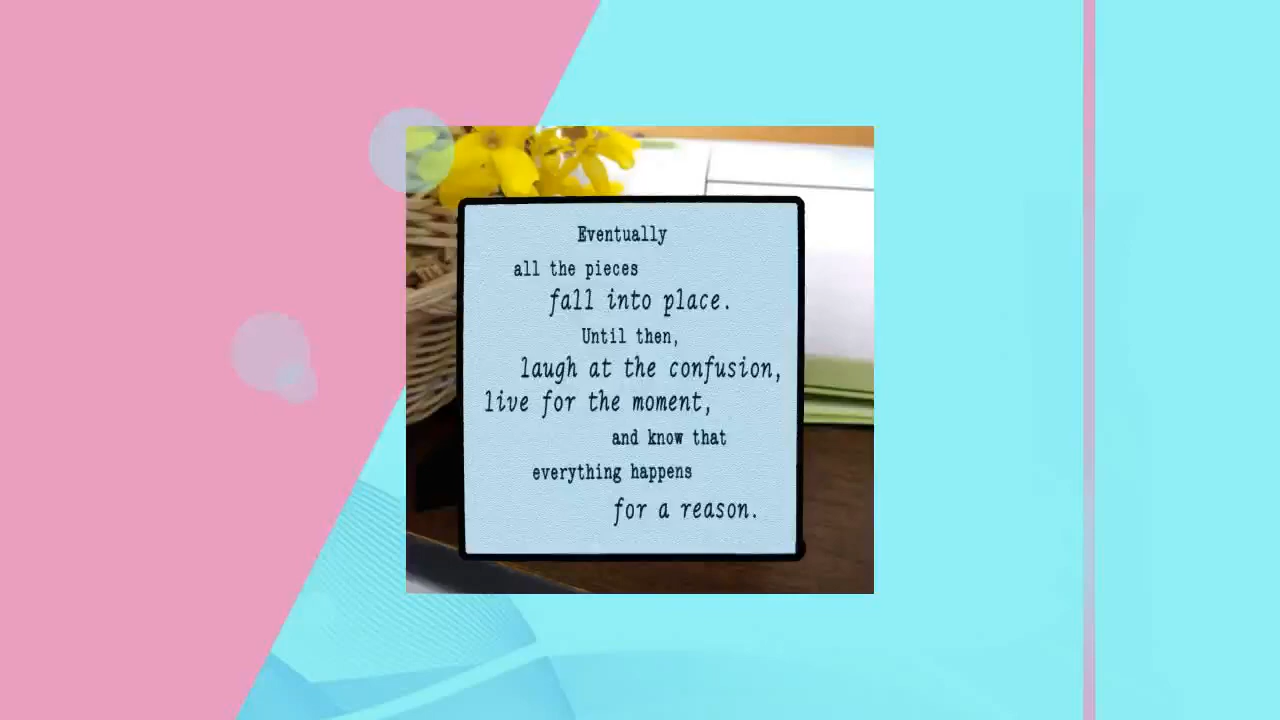 Eventually
all the pieces
fall into place.
Until then,
laugh at the confusion,
live for the moment,
and know that
everything happens
for a reason.